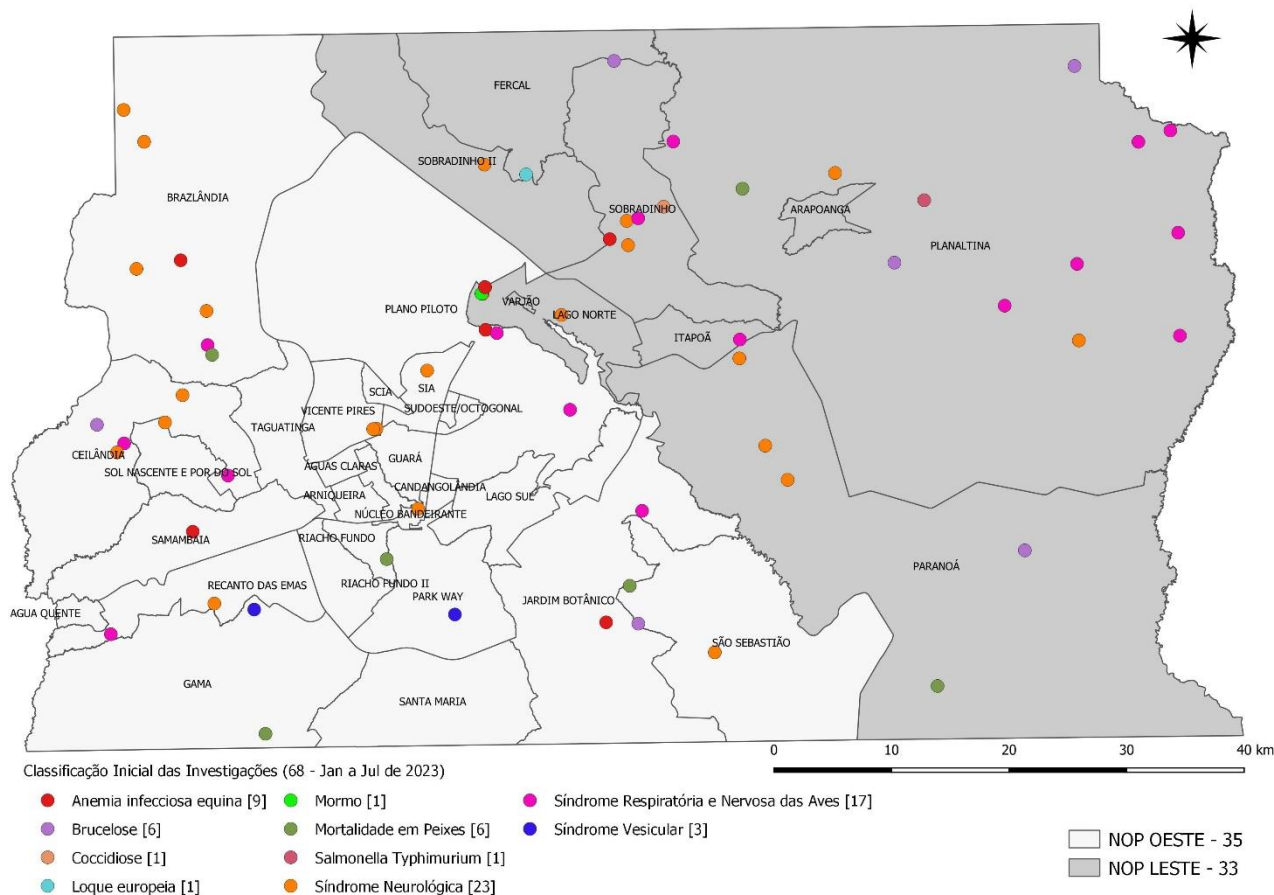 FERCAL
SOBRADINHO II
BRAZLÂNDIA
SOBRADINHO
ARAPOANGA
PLANALTINA
PLANO PILOTO
VARJÃO
LAGO NORTE
ITAPOÃ
SCIA
SIA
VICENTE PIRES
SUDOESTE/OCTOGONAL
TAGUATINGA
CEILÂNDIA
GUARÁ
ÁGUAS CLARAS
SOL NASCENTE E POR DO SOL
CANDANGOLÂNDIA
ARNIQUEIRA
LAGO SUL
NÚCLEO BANDEIRANTE
SAMAMBAIA
RIACHO FUNDO
PARANOÁ
RECANTO DAS EMAS
RIACHO FUNDO II
PARK WAY
JARDIM BOTÂNICO
AGUA QUENTE
SÃO SEBASTIÃO
GAMA
SANTA MARIA
0 10 20 30 40 km
Classificação Inicial das Investigações (68 - Jan a Jul de 2023)
Anemia infecciosa equina [9]
Brucelose [6]
Coccidiose [1]
Loque europeia [1]
Mormo [1]
Mortalidade em Peixes [6]
Salmonella Typhimurium [1]
Síndrome Neurológica [23]
Síndrome Respiratória e Nervosa das Aves [17]
Síndrome Vesicular [3]
NOP OESTE - 35
NOP LESTE - 33